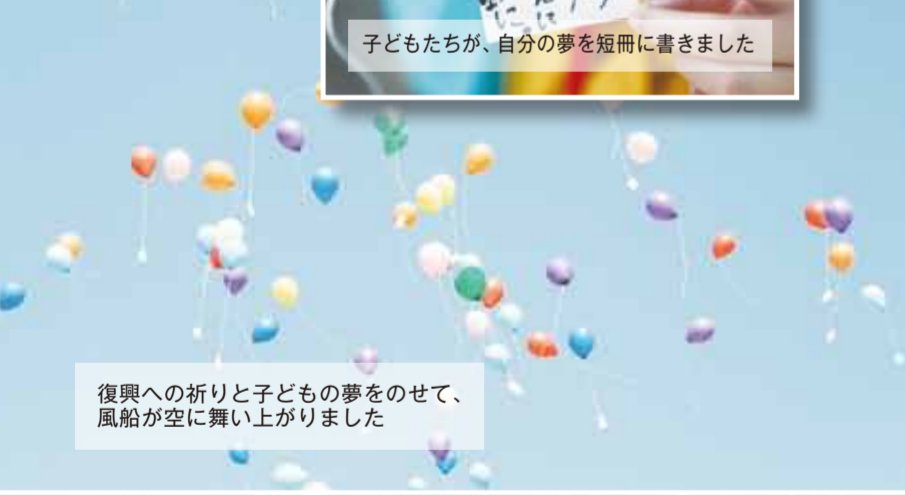 子どもたちが、自分の夢を短冊に書きました
復興への祈りと子どもの夢をのせて、
風船が空に舞い上がりました